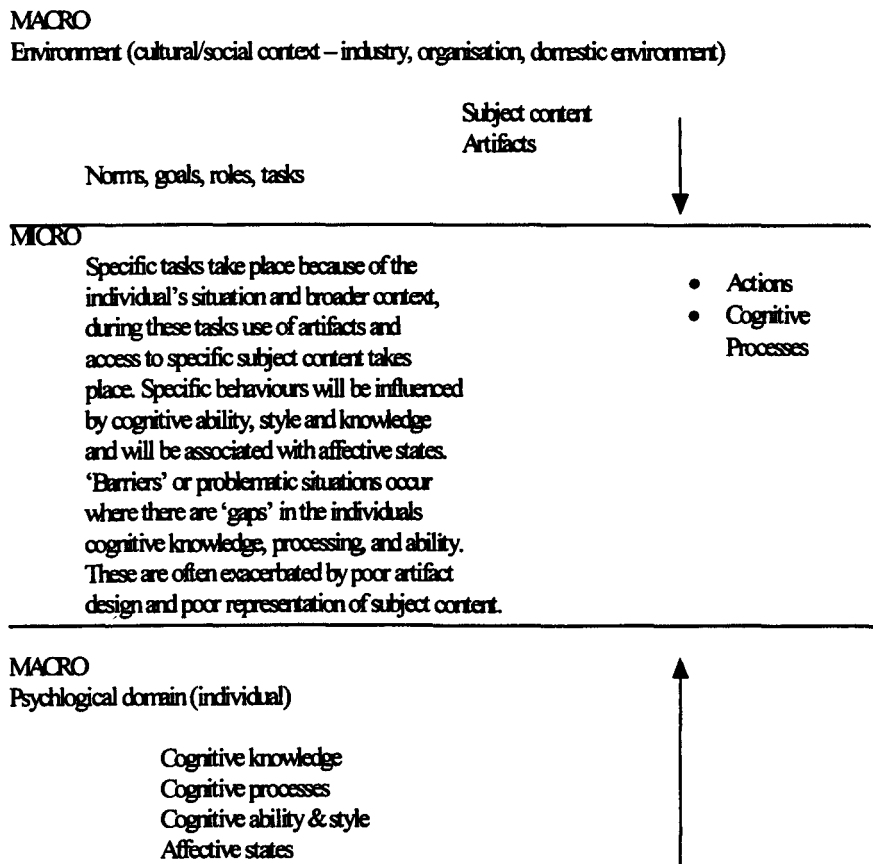 MACRO
Environment (cultural/social context – industry, organisation, domestic environment)
Subject content
Artifacts
Norms, goals, roles, tasks
MICRO
Specific tasks take place because of the
individual's situation and broader context,
during these tasks use of artifacts and
access to specific subject content takes
place. Specific behaviours will be influenced
by cognitive ability, style and knowledge
and will be associated with affective states.
‘Barriers’ or problematic situations occur
where there are ‘gaps’ in the individuals
cognitive knowledge, processing, and ability.
These are often exacerbated by poor artifact
design and poor representation of subject content.
• Actions
• Cognitive
Processes
MACRO
Psychlogical domain (individual)
Cognitive knowledge
Cognitive processes
Cognitive ability & style
Affective states